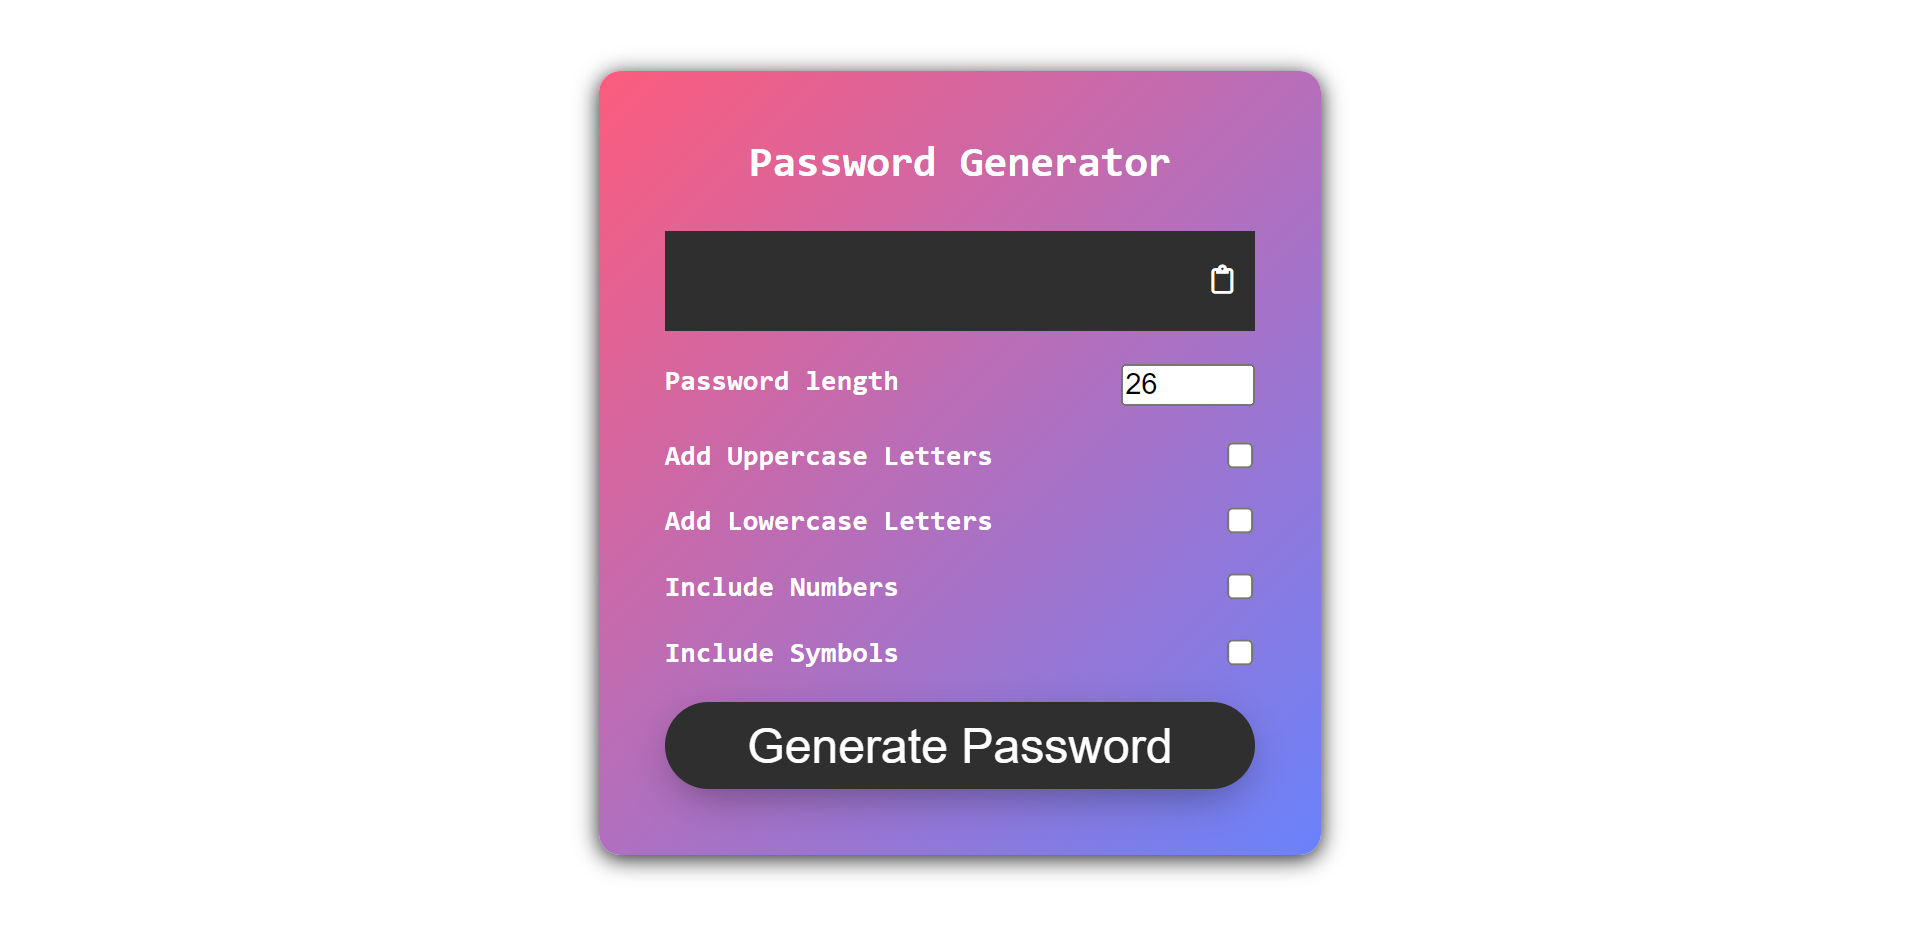 Password Generator
Password length
26
Add Uppercase Letters
Add Lowercase Letters
Include Numbers
Include Symbols
Generate Password